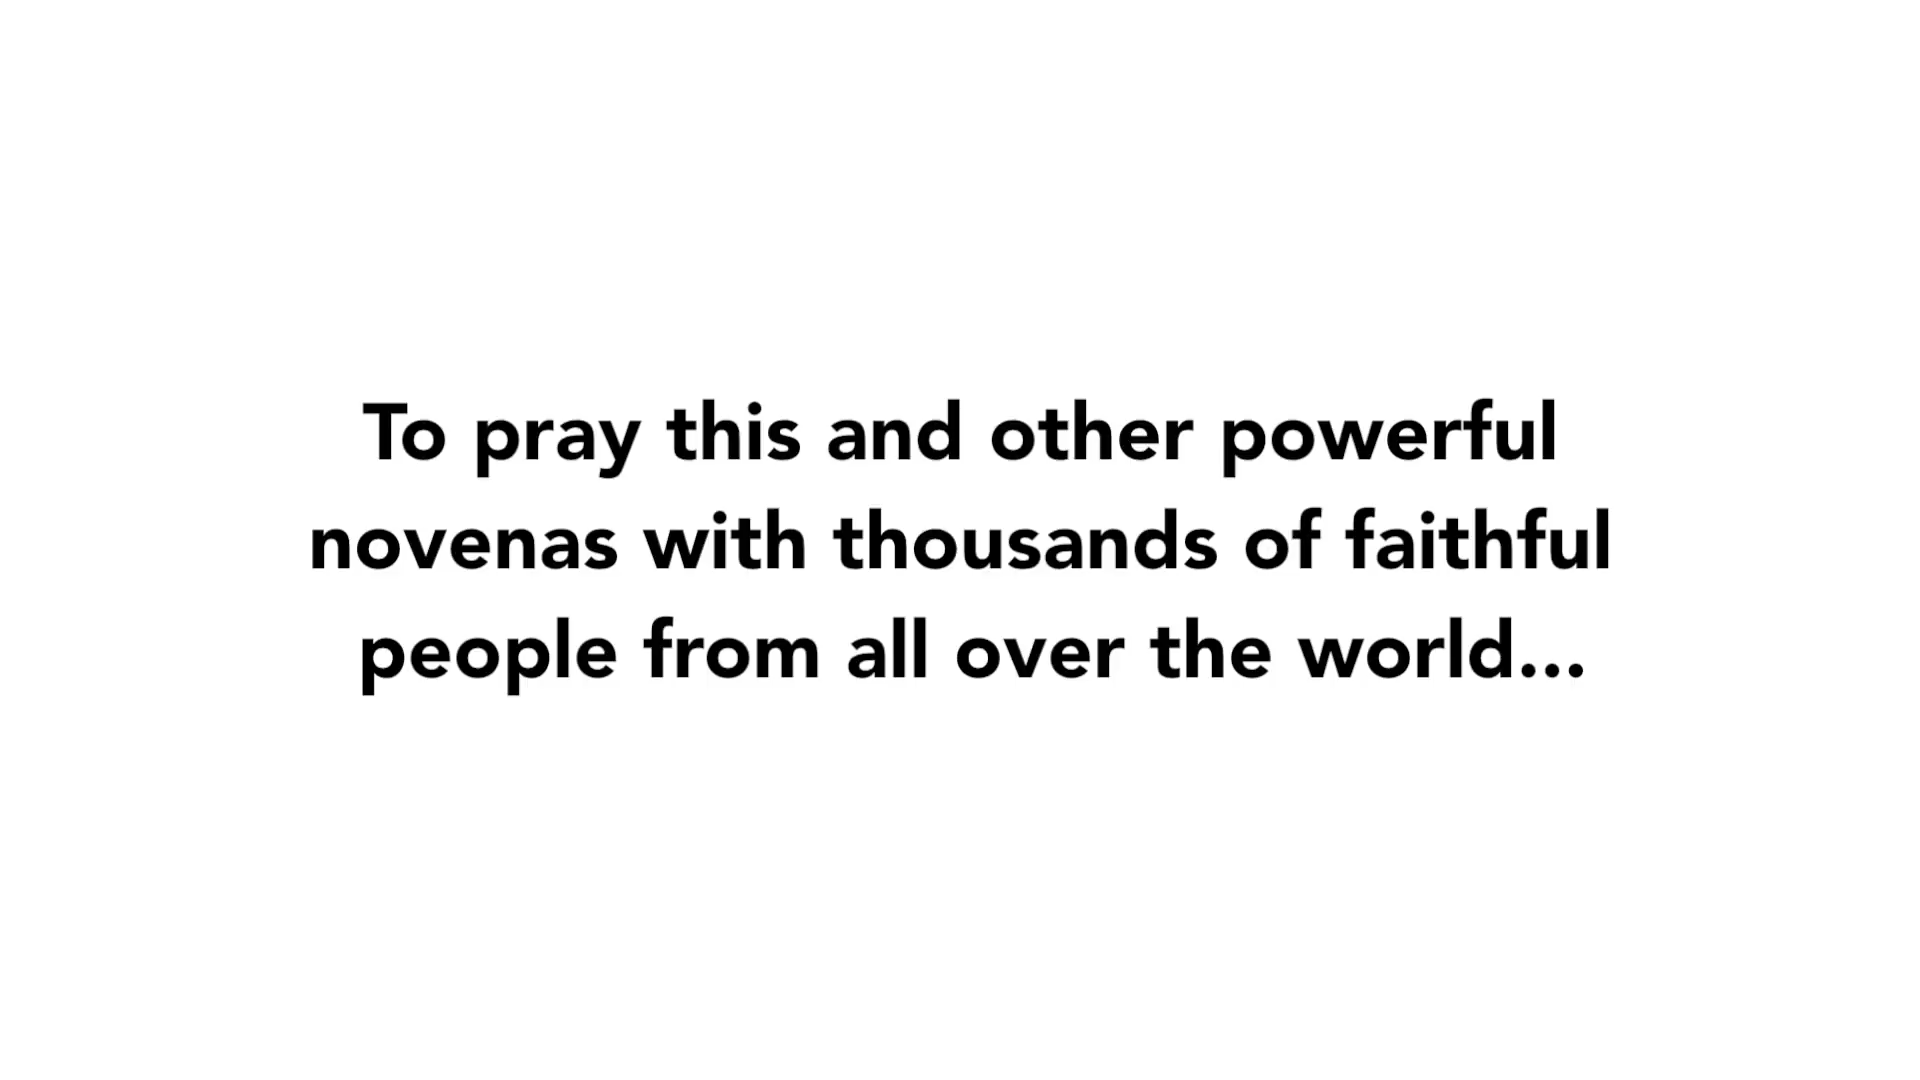 To pray this and other powerful
novenas with thousands of faithful
people from all over the world...